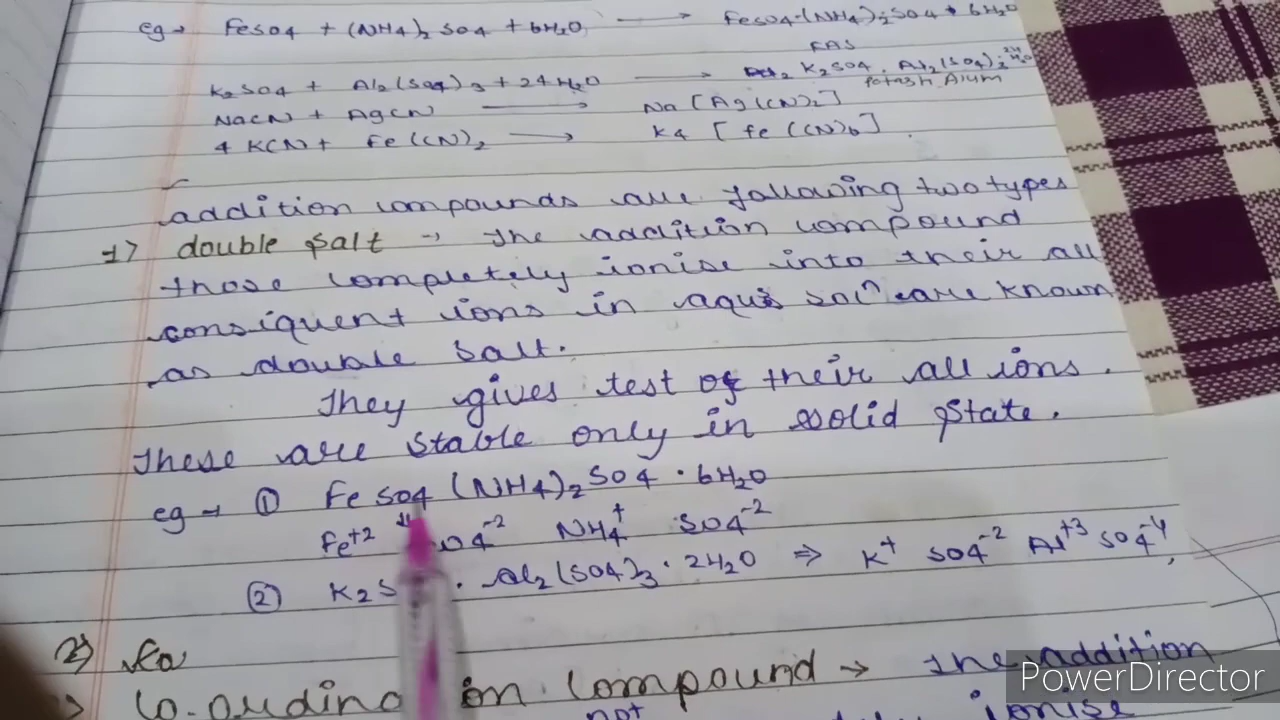 eg → FeSO4 + (NH4)2 SO4 + 6H2O → FeSO4·(NH4)2SO4·6H2O
FAS
K2SO4 + Al2(SO4)3 + 24H2O → K2SO4 . Al2(SO4)3 24H2O
Potash Alum
NaCN + AgCN → Na [Ag(CN)2]
4 KCN + Fe(CN)2 → K4 [Fe(CN)6]
addition compounds are following two types
1) double salt → The addition compound
those completely ionise into their all
consiquent ions in aqus soln are known
as double salt.
They gives test of their all ions.
These are stable only in solid state.
eg → ① FeSO4 (NH4)2SO4 · 6H2O
Fe+2 SO4-2 NH4+ SO4-2
② K2S . Al2(SO4)3 . 2H2O ⇒ K+ SO4-2 Al+3 SO4-4
2) Co
Co-ordination compound → The addition
not ionise
PowerDirector